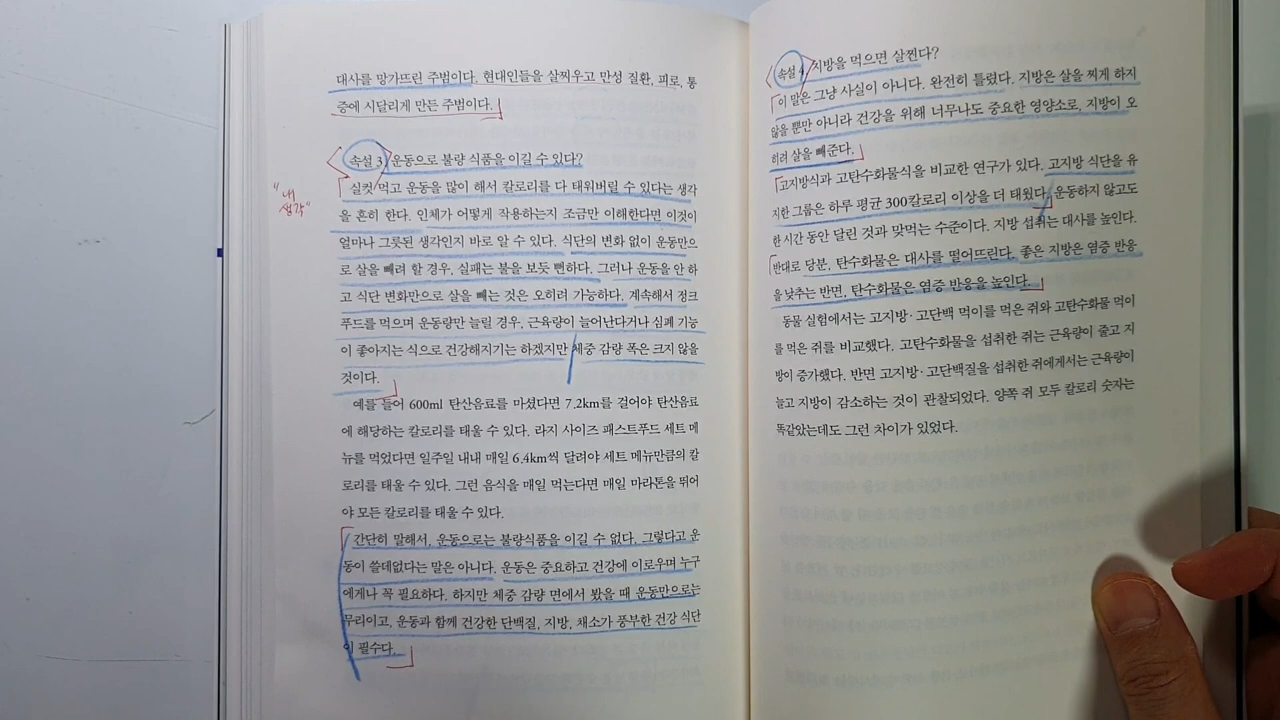 대사를 망가뜨린 주범이다. 현대인들을 살찌우고 만성 질환, 피로, 통
증에 시달리게 만든 주범이다.
속설 3 운동으로 불량 식품을 이길 수 있다?
"내
생각"
실컷 먹고 운동을 많이 해서 칼로리를 다 태워버릴 수 있다는 생각
을 흔히 한다. 인체가 어떻게 작용하는지 조금만 이해한다면 이것이
얼마나 그릇된 생각인지 바로 알 수 있다. 식단의 변화 없이 운동만으
로 살을 빼려 할 경우, 실패는 불을 보듯 뻔하다. 그러나 운동을 안 하
고 식단 변화만으로 살을 빼는 것은 오히려 가능하다. 계속해서 정크
푸드를 먹으며 운동량만 늘릴 경우, 근육량이 늘어난다거나 심폐 기능
이 좋아지는 식으로 건강해지기는 하겠지만 체중 감량 폭은 크지 않을
것이다.
예를 들어 600ml 탄산음료를 마셨다면 7.2km를 걸어야 탄산음료
에 해당하는 칼로리를 태울 수 있다. 라지 사이즈 패스트푸드 세트 메
뉴를 먹었다면 일주일 내내 매일 6.4km씩 달려야 세트 메뉴만큼의 칼
로리를 태울 수 있다. 그런 음식을 매일 먹는다면 매일 마라톤을 뛰어
야 모든 칼로리를 태울 수 있다.
간단히 말해서, 운동으로는 불량식품을 이길 수 없다. 그렇다고 운
동이 쓸데없다는 말은 아니다. 운동은 중요하고 건강에 이로우며 누구
에게나 꼭 필요하다. 하지만 체중 감량 면에서 봤을 때 운동만으로는
무리이고, 운동과 함께 건강한 단백질, 지방, 채소가 풍부한 건강 식단
이 필수다.
속설 4 지방을 먹으면 살찐다?
이 말은 그냥 사실이 아니다. 완전히 틀렸다. 지방은 살을 찌게 하지
않을 뿐만 아니라 건강을 위해 너무나도 중요한 영양소로, 지방이 오
히려 살을 빼준다.
고지방식과 고탄수화물식을 비교한 연구가 있다. 고지방 식단을 유
지한 그룹은 하루 평균 300칼로리 이상을 더 태웠다. 운동하지 않고도
한 시간 동안 달린 것과 맞먹는 수준이다. 지방 섭취는 대사를 높인다.
반대로 당분, 탄수화물은 대사를 떨어뜨린다. 좋은 지방은 염증 반응
을 낮추는 반면, 탄수화물은 염증 반응을 높인다.
동물 실험에서는 고지방·고단백 먹이를 먹은 쥐와 고탄수화물 먹이
를 먹은 쥐를 비교했다. 고탄수화물을 섭취한 쥐는 근육량이 줄고 지
방이 증가했다. 반면 고지방·고단백질을 섭취한 쥐에게서는 근육량이
늘고 지방이 감소하는 것이 관찰되었다. 양쪽 쥐 모두 칼로리 숫자는
똑같았는데도 그런 차이가 있었다.